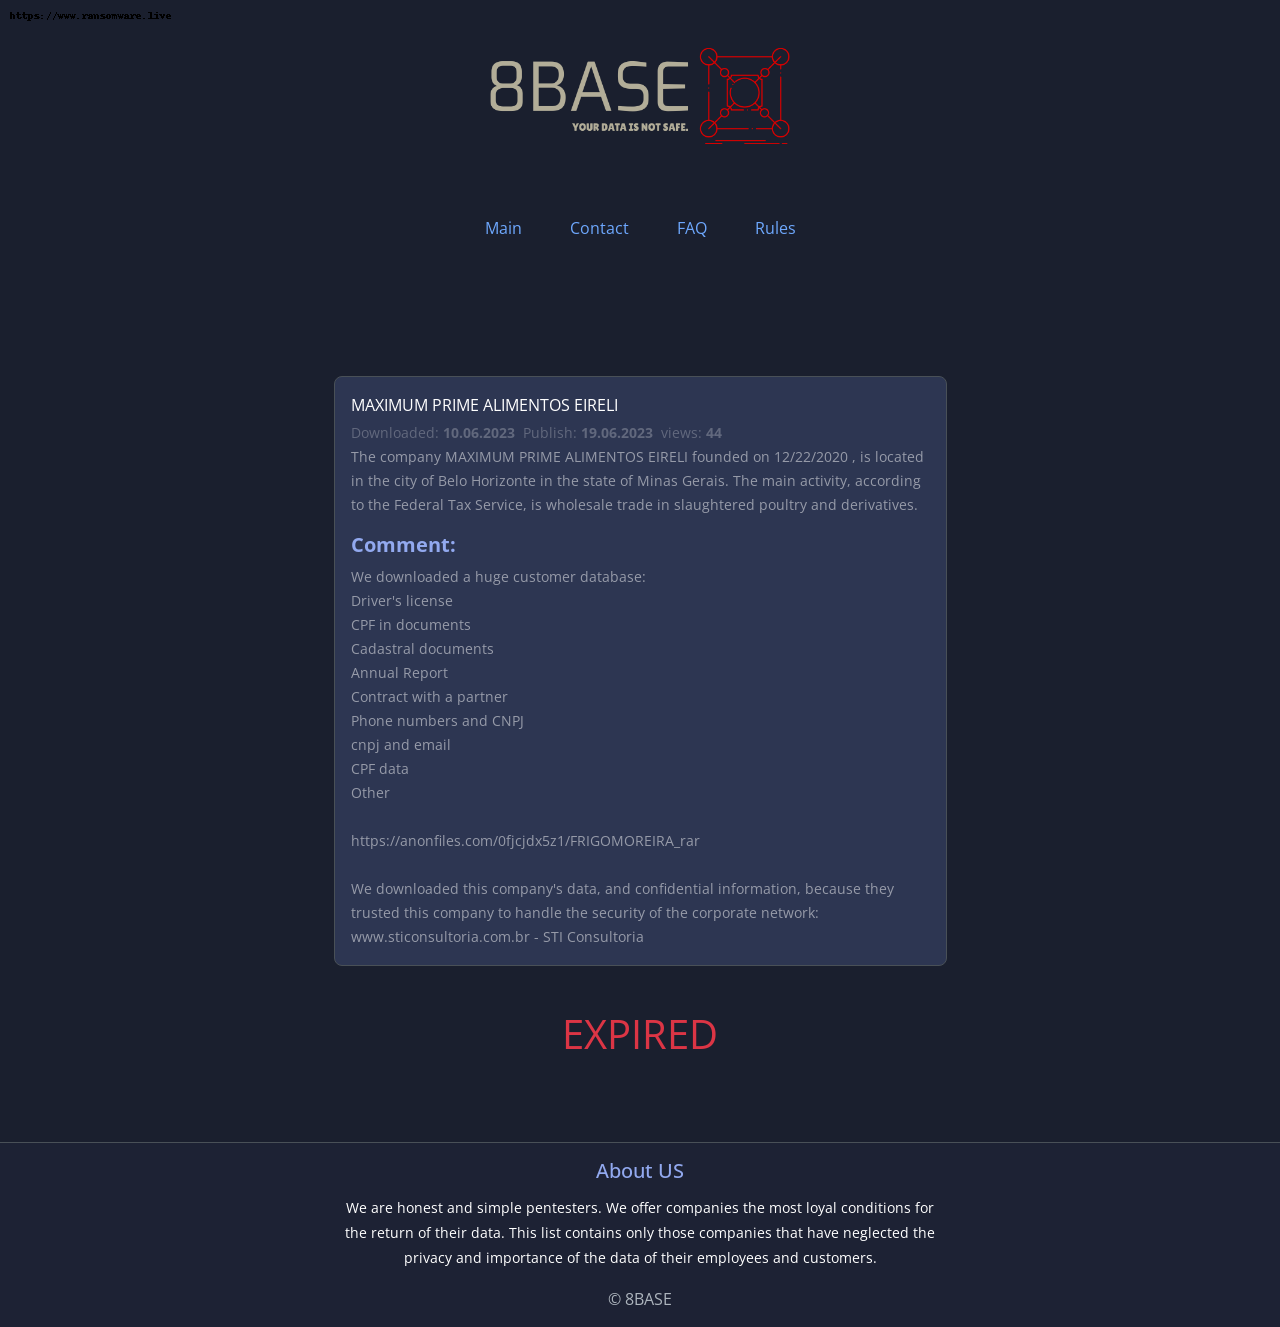 https://www.ransomware.live
8BASE
YOUR DATA IS NOT SAFE.
Main Contact FAQ Rules
MAXIMUM PRIME ALIMENTOS EIRELI
Downloaded: 10.06.2023 Publish: 19.06.2023 views: 44
The company MAXIMUM PRIME ALIMENTOS EIRELI founded on 12/22/2020 , is located
in the city of Belo Horizonte in the state of Minas Gerais. The main activity, according
to the Federal Tax Service, is wholesale trade in slaughtered poultry and derivatives.
Comment:
We downloaded a huge customer database:
Driver's license
CPF in documents
Cadastral documents
Annual Report
Contract with a partner
Phone numbers and CNPJ
cnpj and email
CPF data
Other
https://anonfiles.com/0fjcjdx5z1/FRIGOMOREIRA_rar
We downloaded this company's data, and confidential information, because they
trusted this company to handle the security of the corporate network:
www.sticonsultoria.com.br - STI Consultoria
EXPIRED
About US
We are honest and simple pentesters. We offer companies the most loyal conditions for
the return of their data. This list contains only those companies that have neglected the
privacy and importance of the data of their employees and customers.
© 8BASE